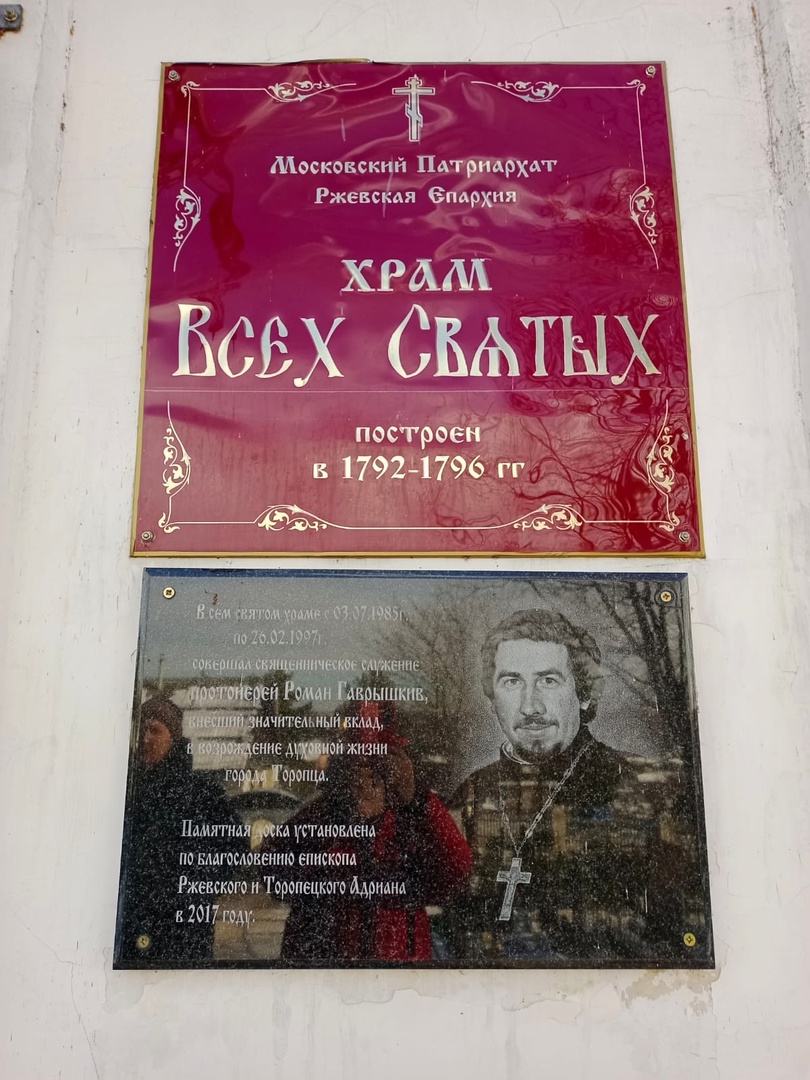 Московский Патриархат
Ржевская Епархия
ХРАМ
Всех Святых
построен
в 1792-1796 гг
В сем святом храме с 03.07.1985г.
по 26.02.1997г.
совершал священническое служение
протоиерей Роман Гаврышкив,
внесший значительный вклад,
в возрождение духовной жизни
города Торопца.
Памятная доска установлена
по благословению епископа
Ржевского и Торопецкого Адриана
в 2017 году.